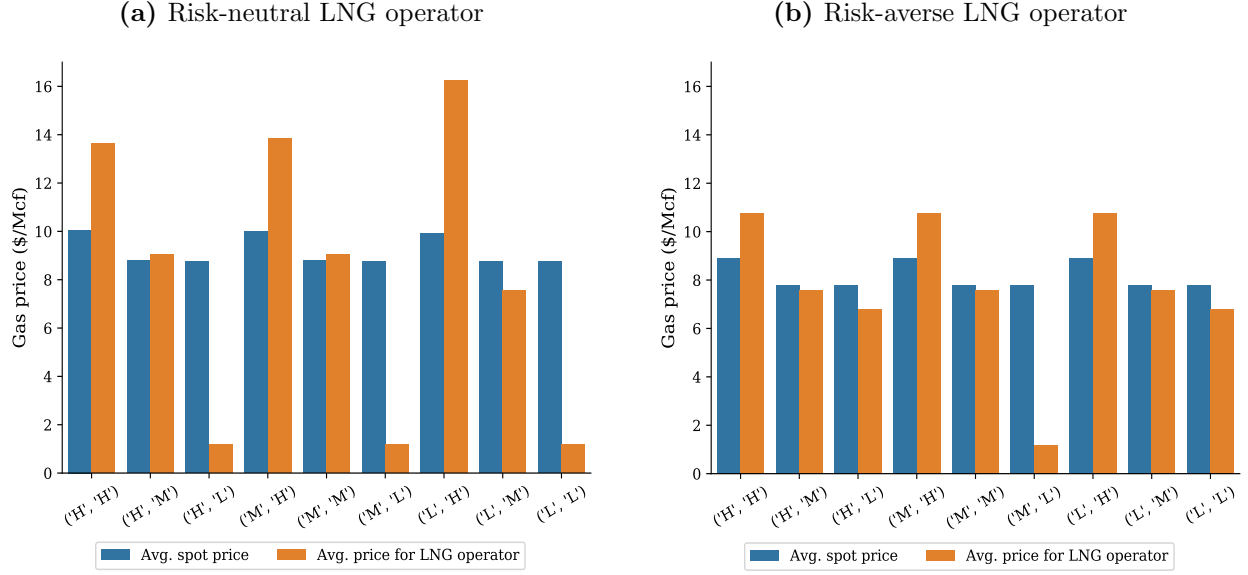 (a) Risk-neutral LNG operator
16
14
12
10
8
6
4
2
0
Gas price ($/Mcf)
('H', 'H')
('H', 'M')
('H', 'L')
('M', 'H')
('M', 'M')
('M', 'L')
('L', 'H')
('L', 'M')
('L', 'L')
Avg. spot price
Avg. price for LNG operator
(b) Risk-averse LNG operator
16
14
12
10
8
6
4
2
0
Gas price ($/Mcf)
('H', 'H')
('H', 'M')
('H', 'L')
('M', 'H')
('M', 'M')
('M', 'L')
('L', 'H')
('L', 'M')
('L', 'L')
Avg. spot price
Avg. price for LNG operator